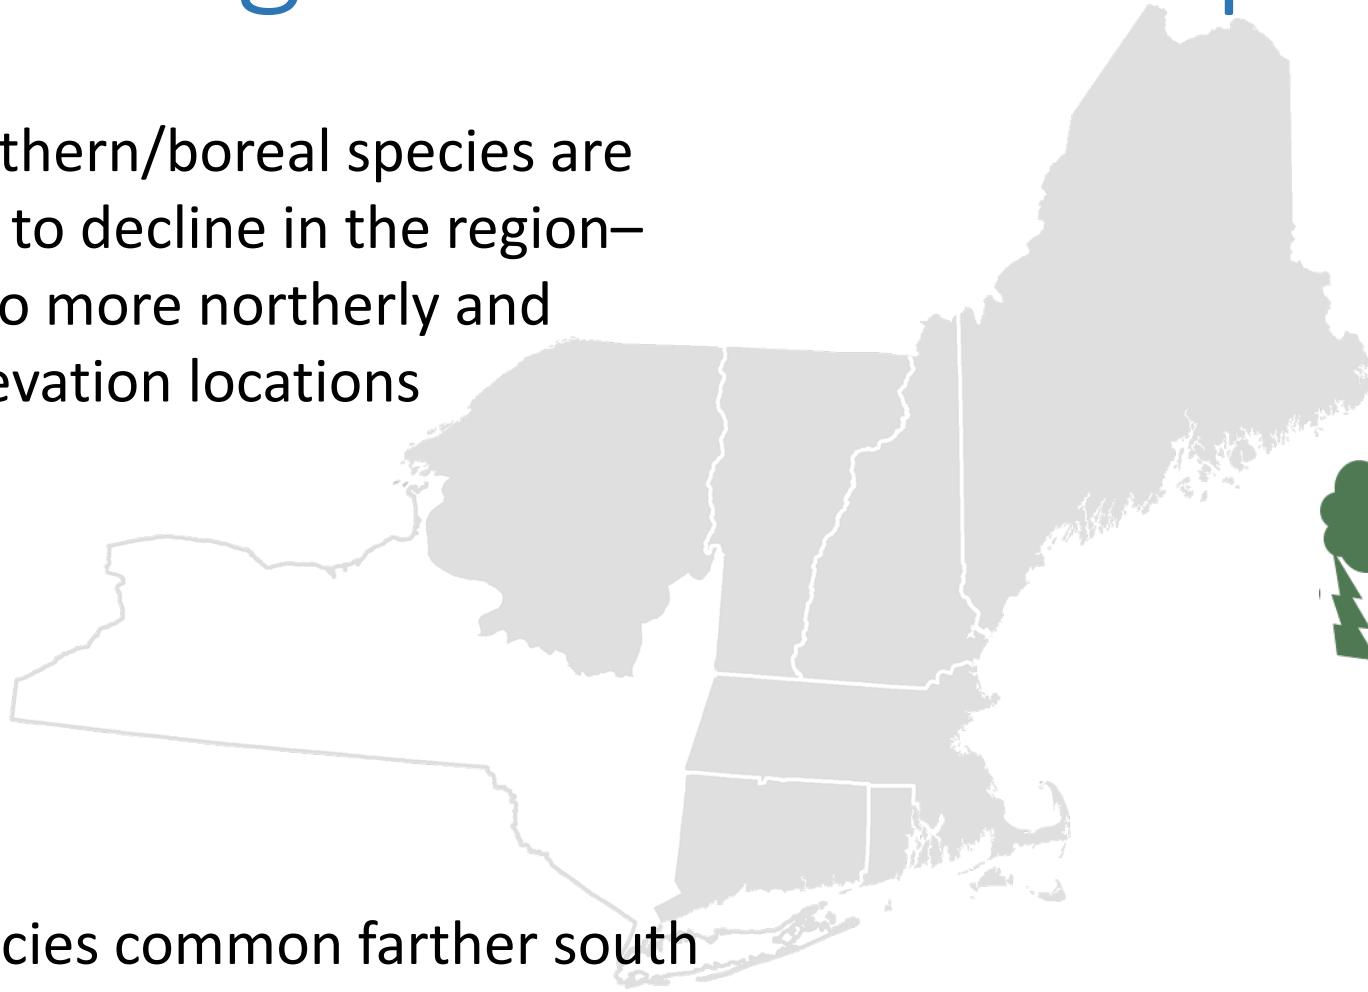 thern/boreal species are
to decline in the region–
o more northerly and
evation locations
cies common farther south